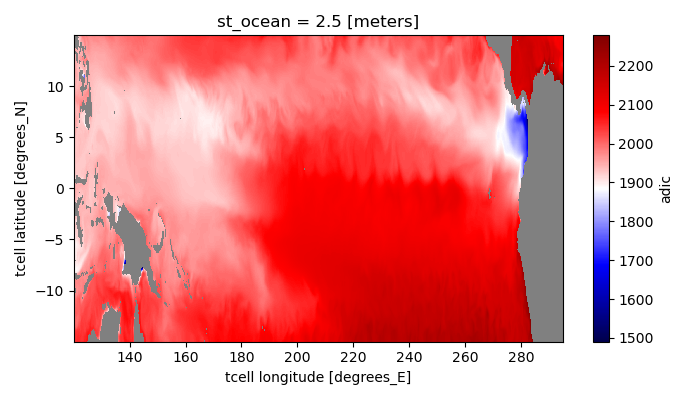 st_ocean = 2.5 [meters]
10
5
0
−5
−10
tcell latitude [degrees_N]
140 160 180 200 220 240 260 280
tcell longitude [degrees_E]
2200
2100
2000
1900
1800
1700
1600
1500
adic